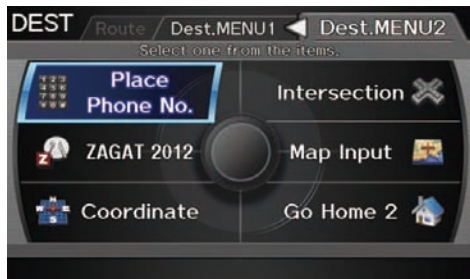 DEST Route Dest.MENU1 Dest.MENU2
Select one from the items.
Place
Phone No.
Intersection
ZAGAT 2012
Map Input
Coordinate
Go Home 2